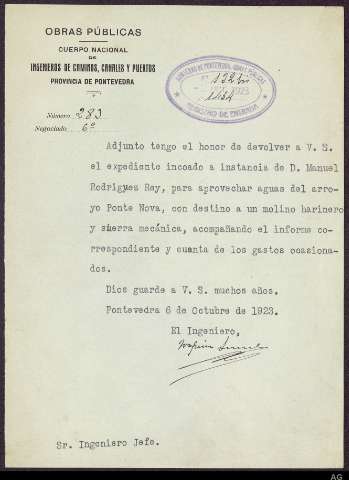 OBRAS PÚBLICAS
CUERPO NACIONAL
DE
INGENIEROS DE CAMINOS, CANALES Y PUERTOS
PROVINCIA DE PONTEVEDRA
Número 283
Negociado 6º
1923
Adjunto tengo el honor de devolver a V. S.
el expediente incoado a instancia de D. Manuel
Rodriguez Rey, para aprovechar aguas del arro-
yo Ponte Nova, con destino a un molino harinero
y sierra mecánica, acompañando el informe co-
rrespondiente y cuenta de los gastos ocasiona-
dos.
Dios guarde a V. S. muchos años.
Pontevedra 6 de Octubre de 1923.
El Ingeniero,
Sr. Ingeniero Jefe.
AG